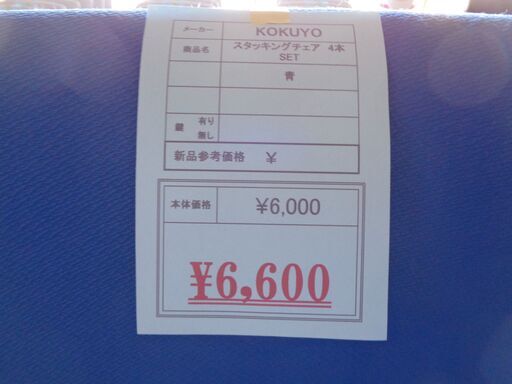 メーカー KOKUYO
商品名 スタッキングチェア 4本
SET
青
鍵 有り
無し
新品参考価格 ¥
本体価格 ¥6,000
¥6,600